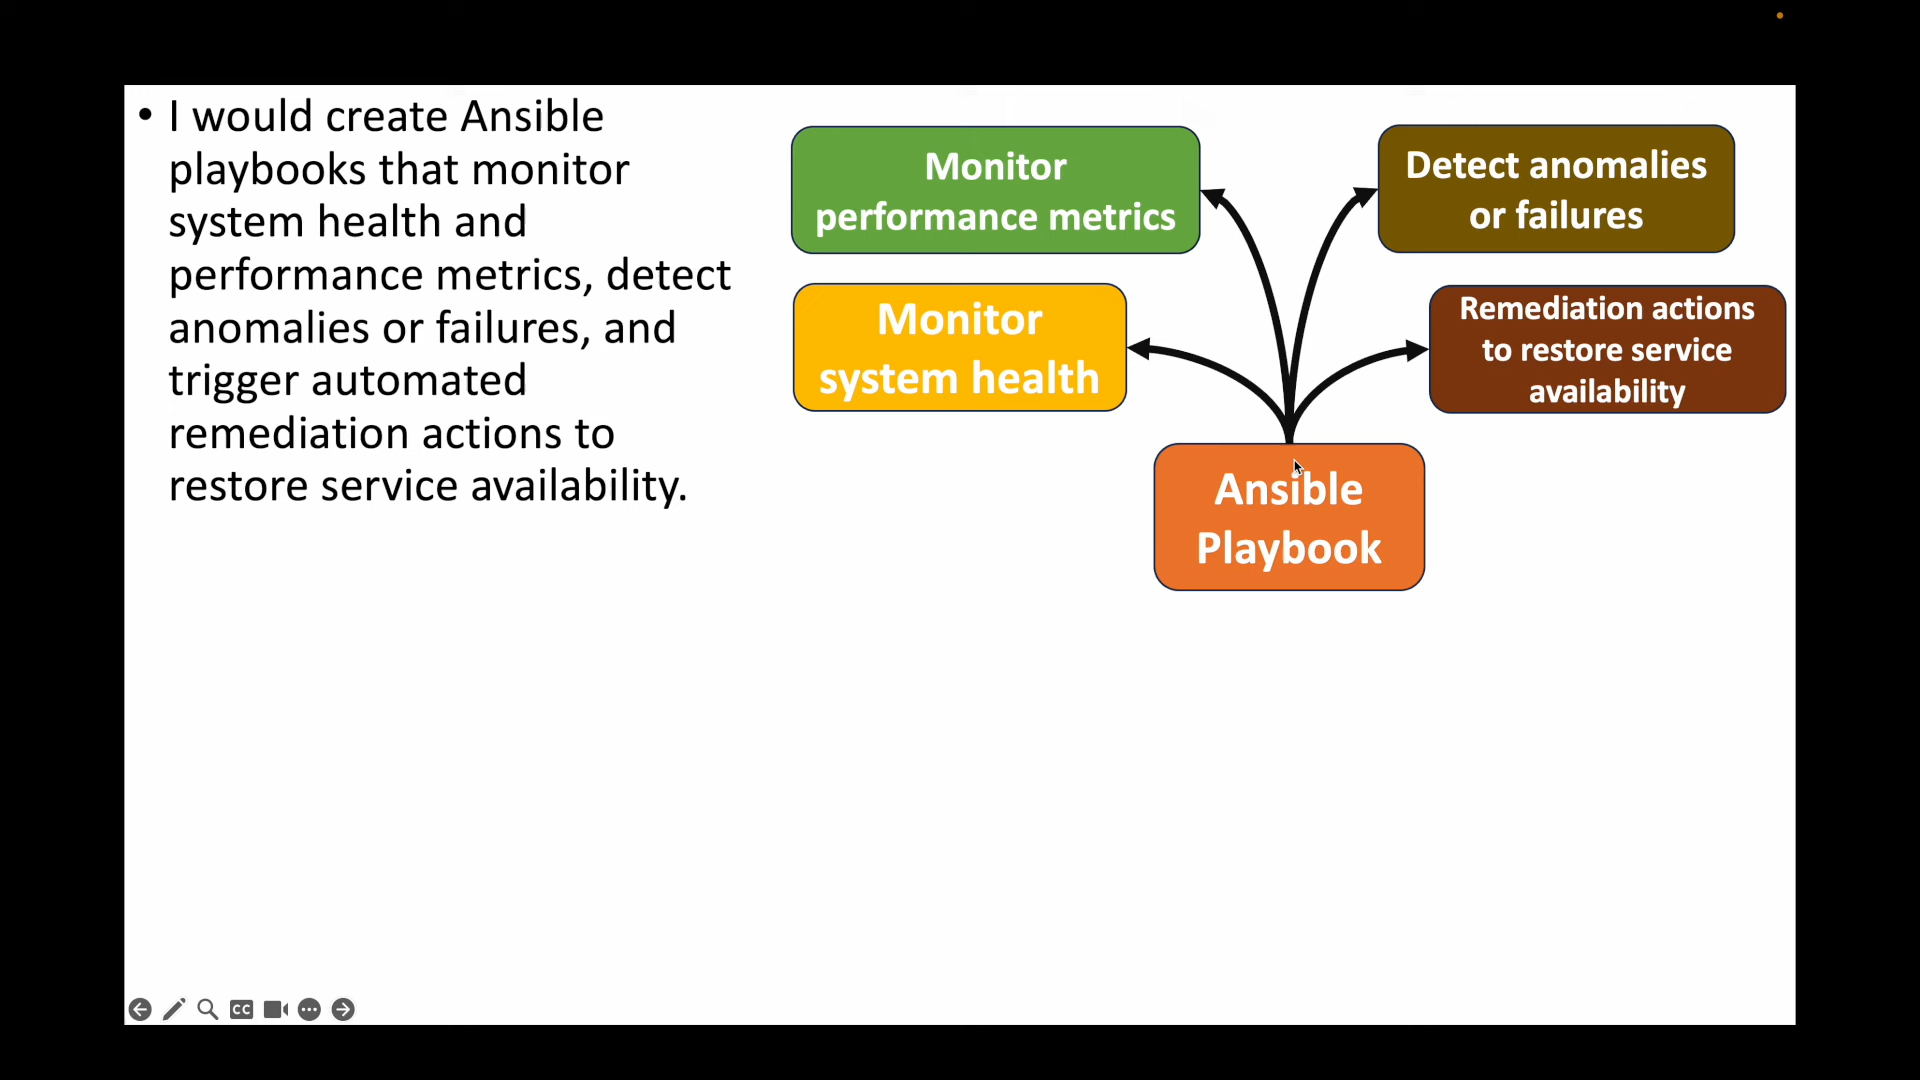 • I would create Ansible
playbooks that monitor
system health and
performance metrics, detect
anomalies or failures, and
trigger automated
remediation actions to
restore service availability.
Monitor
performance metrics
Detect anomalies
or failures
Monitor
system health
Remediation actions
to restore service
availability
Ansible
Playbook
CC